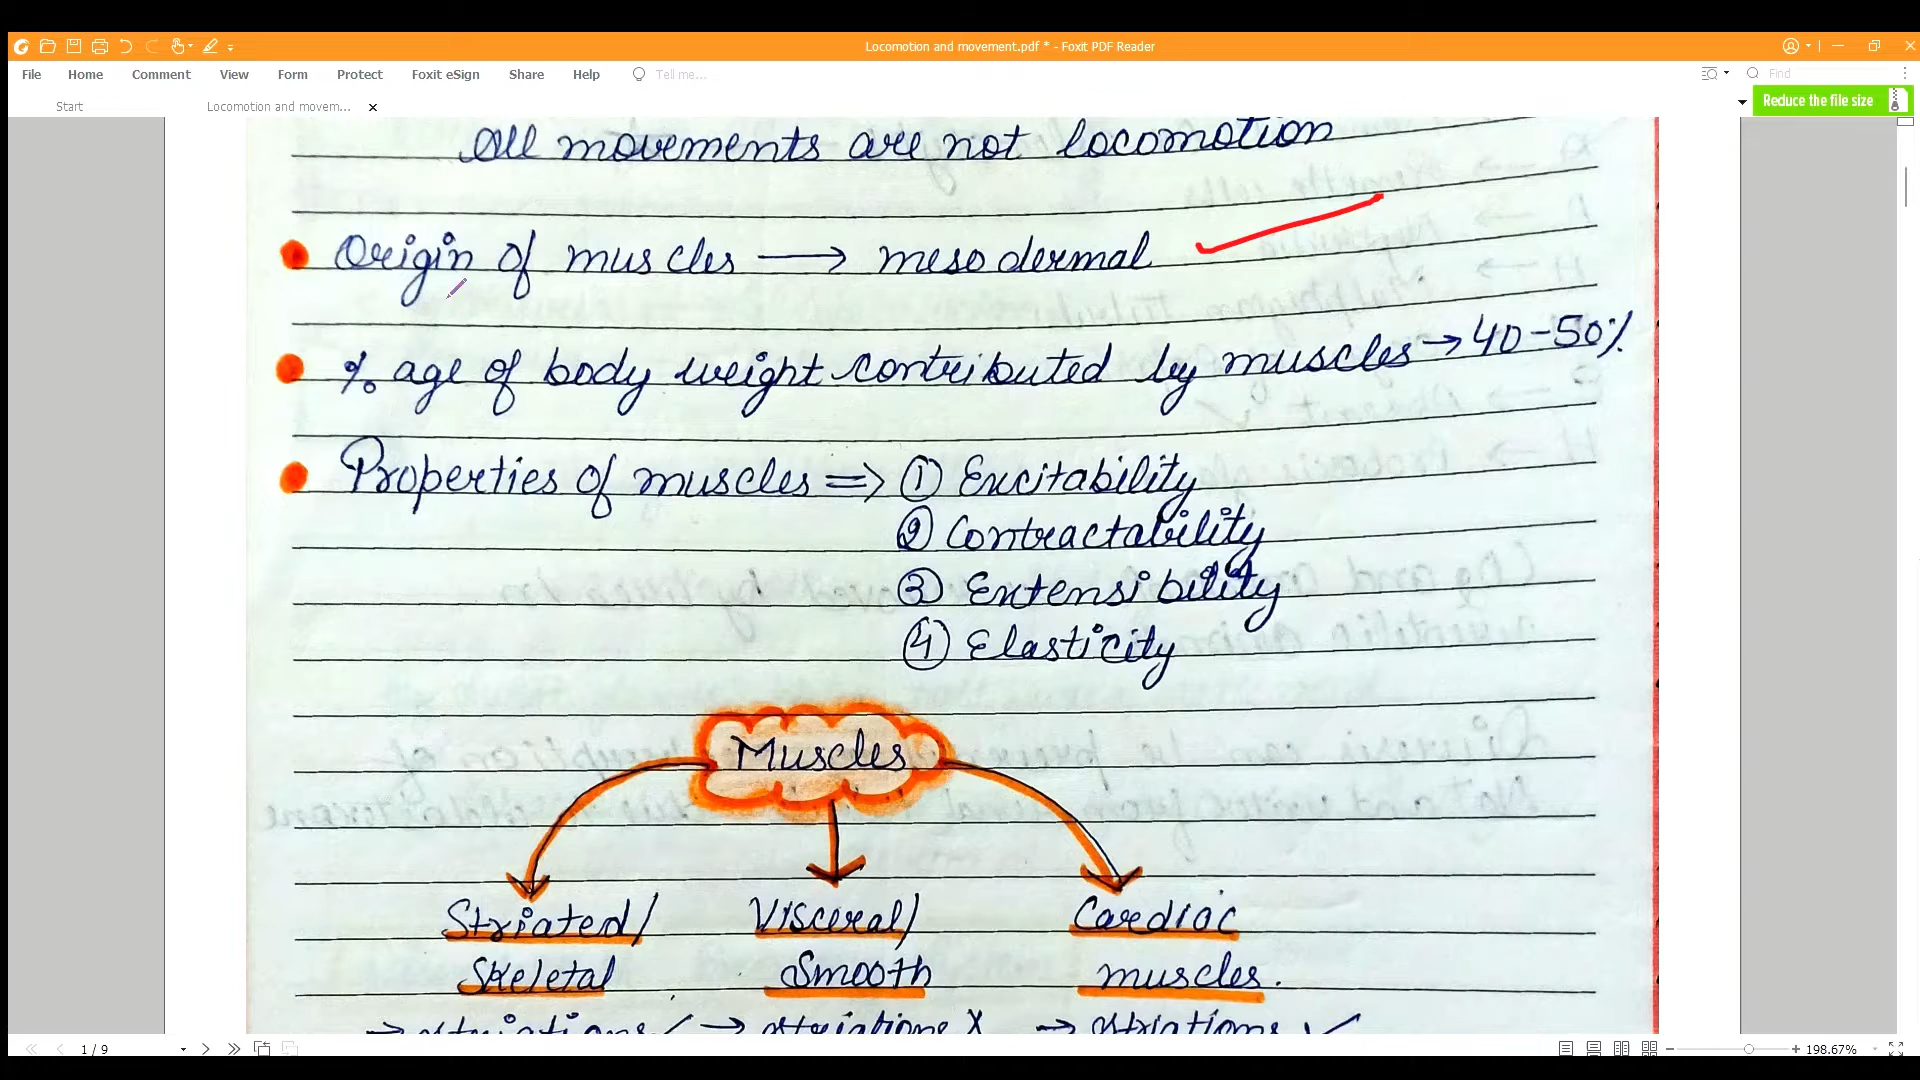 Locomotion and movement.pdf * - Foxit PDF Reader
File Home Comment View Form Protect Foxit eSign Share Help Tell me... Find
Start Locomotion and movem... Reduce the file size
All movements are not locomotion
Origin of muscles → mesodermal
% age of body weight contributed by muscles → 40-50%
Properties of muscles ⇒ ① Excitability
② Contractability
③ Extensibility
④ Elasticity
Muscles
Striated/ Visceral/ Cardiac
Skeletal Smooth muscles.
→ striations ✓ → striations X → striations ✓
1 / 9 198.67%